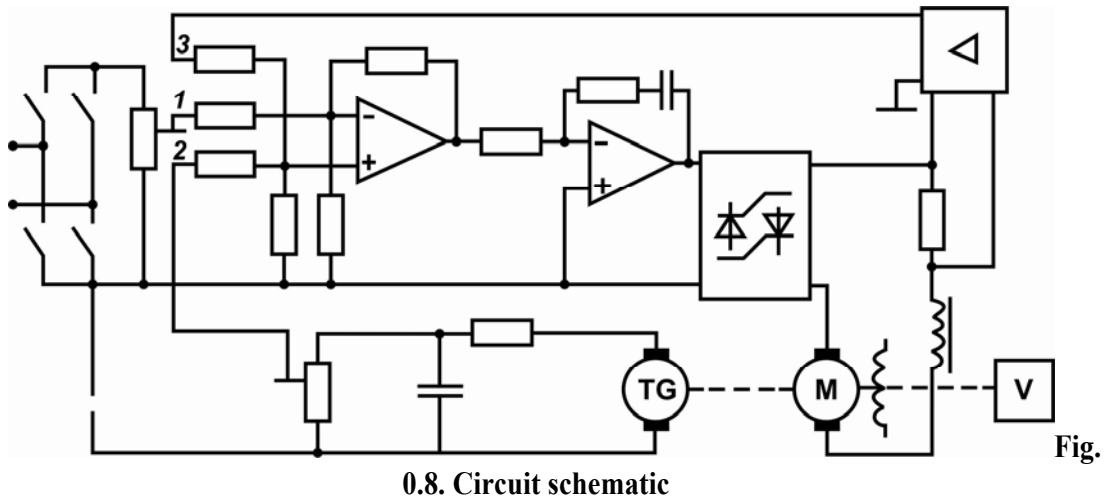 3
1
2
-
+
-
+
TG
M
V
Fig.
0.8. Circuit schematic